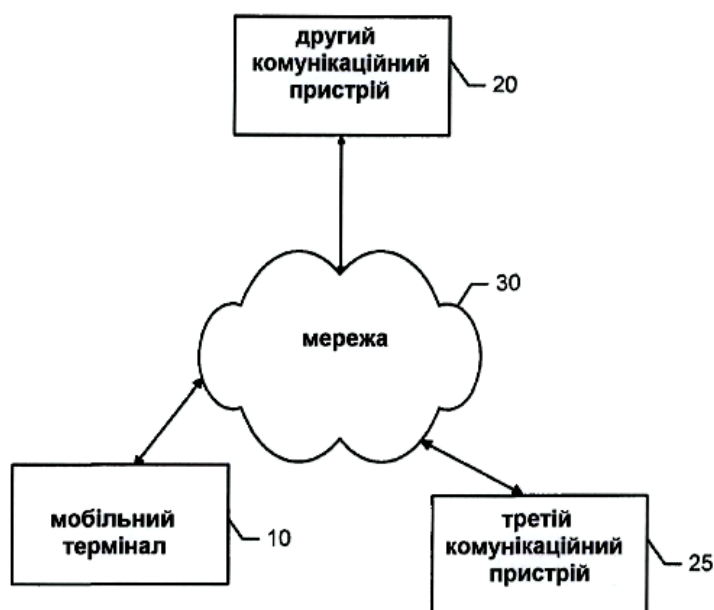 другий
комунікаційний
пристрій
20
30
мережа
мобільний
термінал
10
третій
комунікаційний
пристрій
25